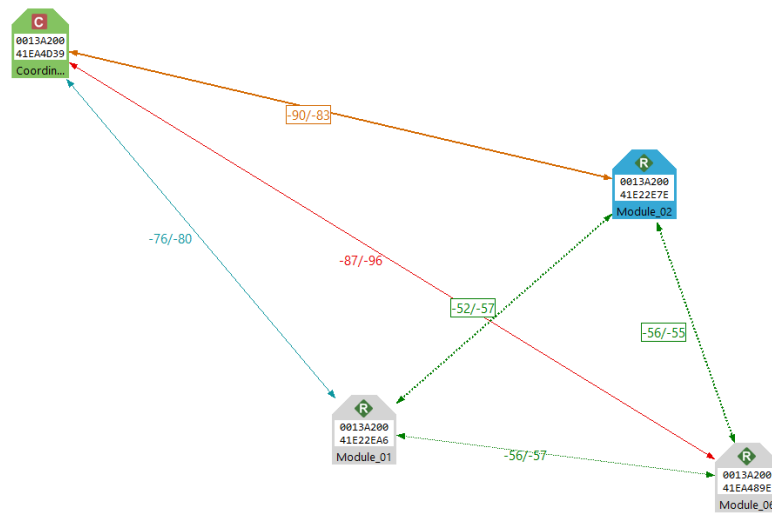 C
0013A200
41EA4D39
Coordin...
-90/-83
R
0013A200
41E22E7E
Module_02
-76/-80
-87/-96
-52/-57
-56/-55
R
0013A200
41E22EA6
Module_01
-56/-57
R
0013A200
41EA489E
Module_06